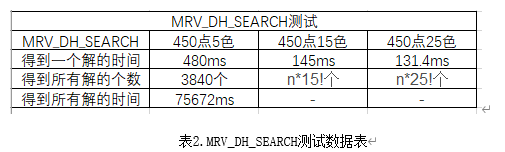 MRV_DH_SEARCH测试
MRV_DH_SEARCH 450点5色 450点15色 450点25色
得到一个解的时间 480ms 145ms 131.4ms
得到所有解的个数 3840个 n*15!个 n*25!个
得到所有解的时间 75672ms - -
表2.MRV_DH_SEARCH测试数据表